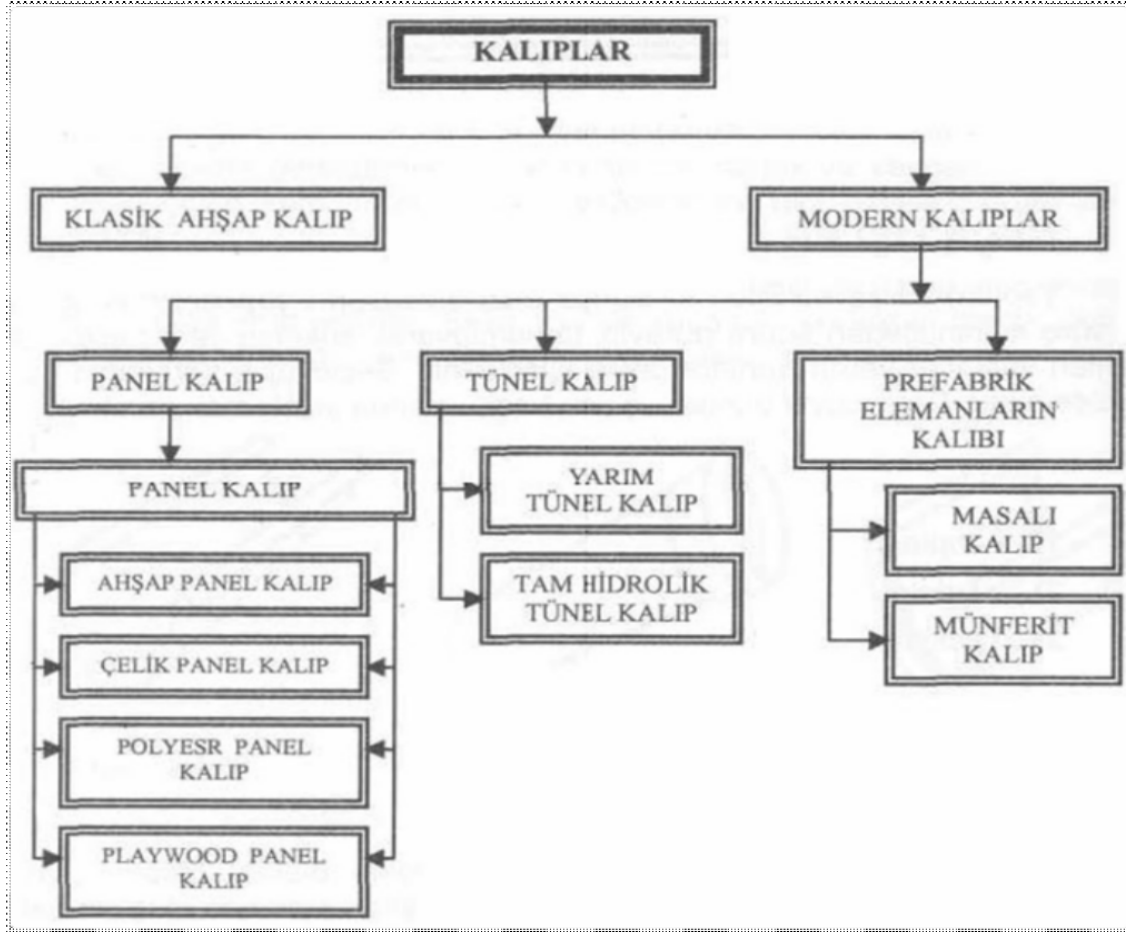 KALIPLAR
KLASİK AHŞAP KALIP
MODERN KALIPLAR
PANEL KALIP
TÜNEL KALIP
PREFABRİK
ELEMANLARIN
KALIBI
PANEL KALIP
AHŞAP PANEL KALIP
ÇELİK PANEL KALIP
POLYESR PANEL
KALIP
PLAYWOOD PANEL
KALIP
YARIM
TÜNEL KALIP
TAM HİDROLİK
TÜNEL KALIP
MASALI
KALIP
MÜNFERİT
KALIP